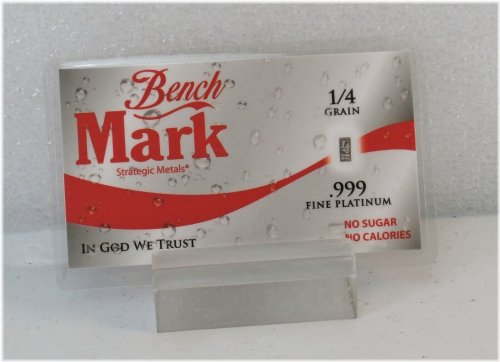 Bench
Mark
Strategic Metals®
1/4
GRAIN
.999
FINE PLATINUM
NO SUGAR
NO CALORIES
IN GOD WE TRUST